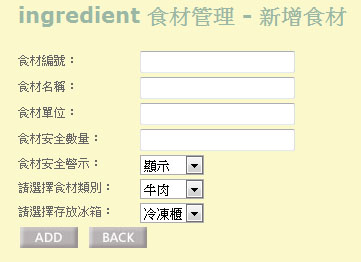 ingredient 食材管理 - 新增食材
食材編號：
食材名稱：
食材單位：
食材安全數量：
食材安全警示： 顯示
請選擇食材類別： 牛肉
請選擇存放冰箱： 冷凍櫃
ADD BACK